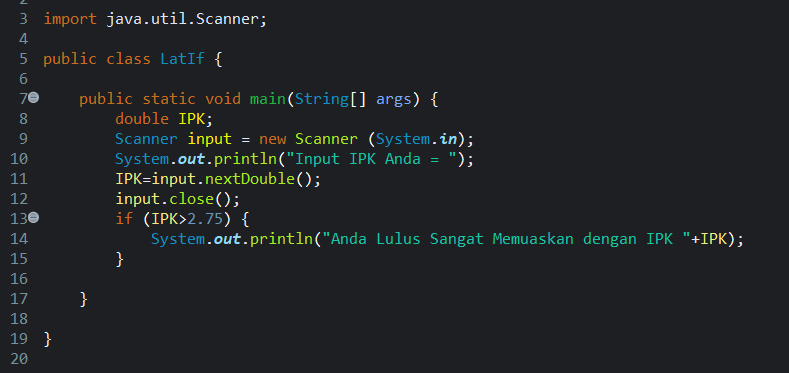 3 import java.util.Scanner;
4
5 public class LatIf {
6
7     public static void main(String[] args) {
8         double IPK;
9         Scanner input = new Scanner (System.in);
10         System.out.println("Input IPK Anda = ");
11         IPK=input.nextDouble();
12         input.close();
13         if (IPK>2.75) {
14             System.out.println("Anda Lulus Sangat Memuaskan dengan IPK "+IPK);
15         }
16
17     }
18
19 }
20